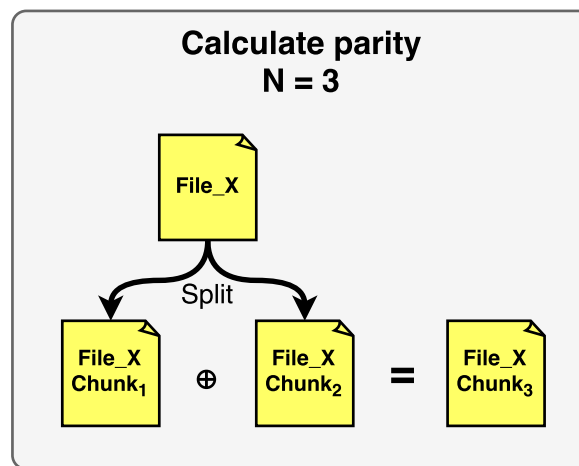 Calculate parity
N = 3
File_X
Split
File_X
Chunk₁
⊕
File_X
Chunk₂
=
File_X
Chunk₃